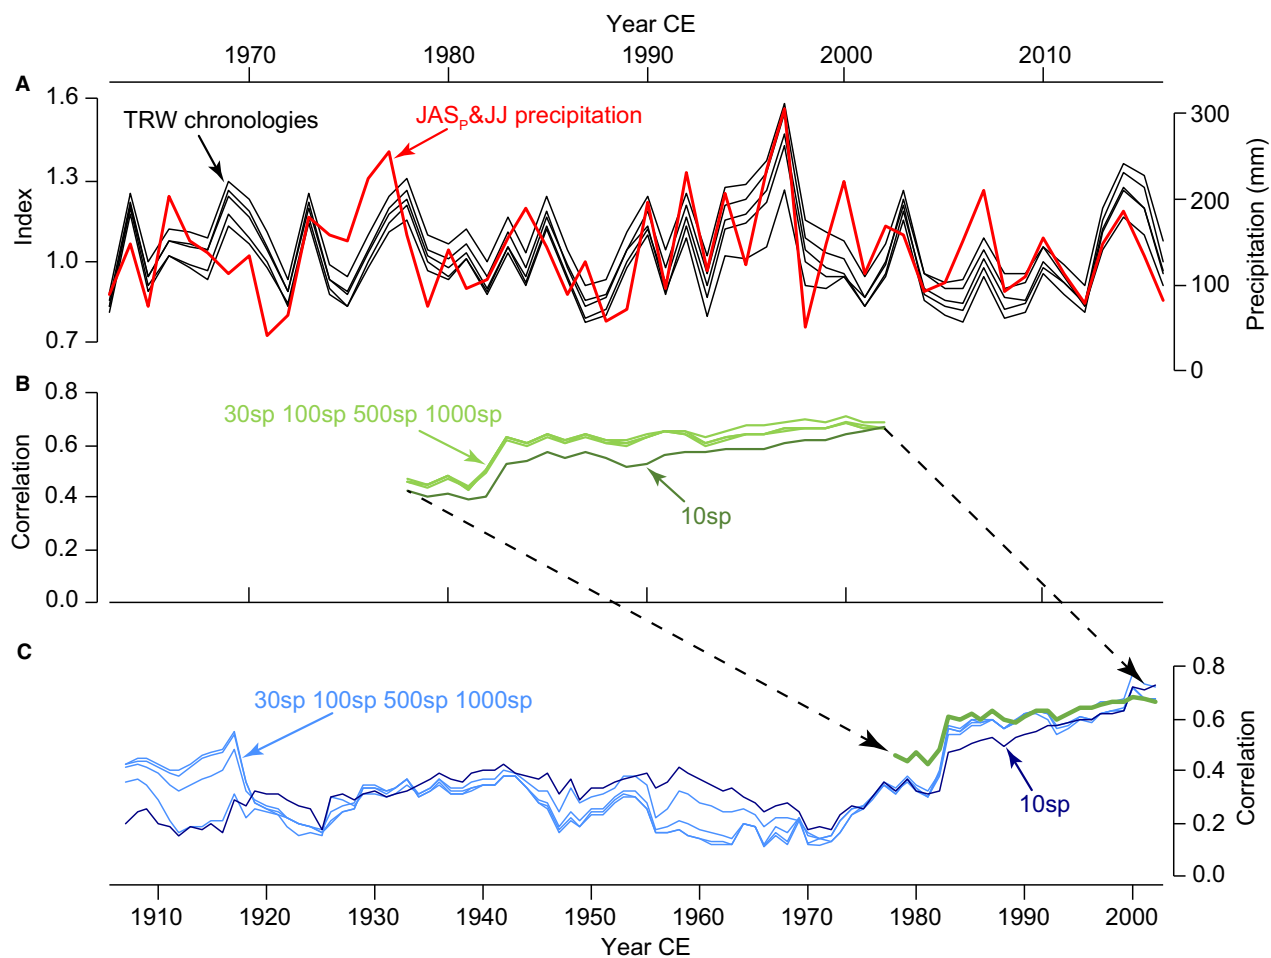 Year CE
1970 1980 1990 2000 2010
A
1.6
1.3
1.0
0.7
Index
TRW chronologies
JASP&JJ precipitation
300
200
100
0
Precipitation (mm)
B
0.8
0.6
0.4
0.2
0.0
Correlation
30sp 100sp 500sp 1000sp
10sp
C
30sp 100sp 500sp 1000sp
10sp
0.8
0.6
0.4
0.2
0.0
Correlation
1910 1920 1930 1940 1950 1960 1970 1980 1990 2000
Year CE